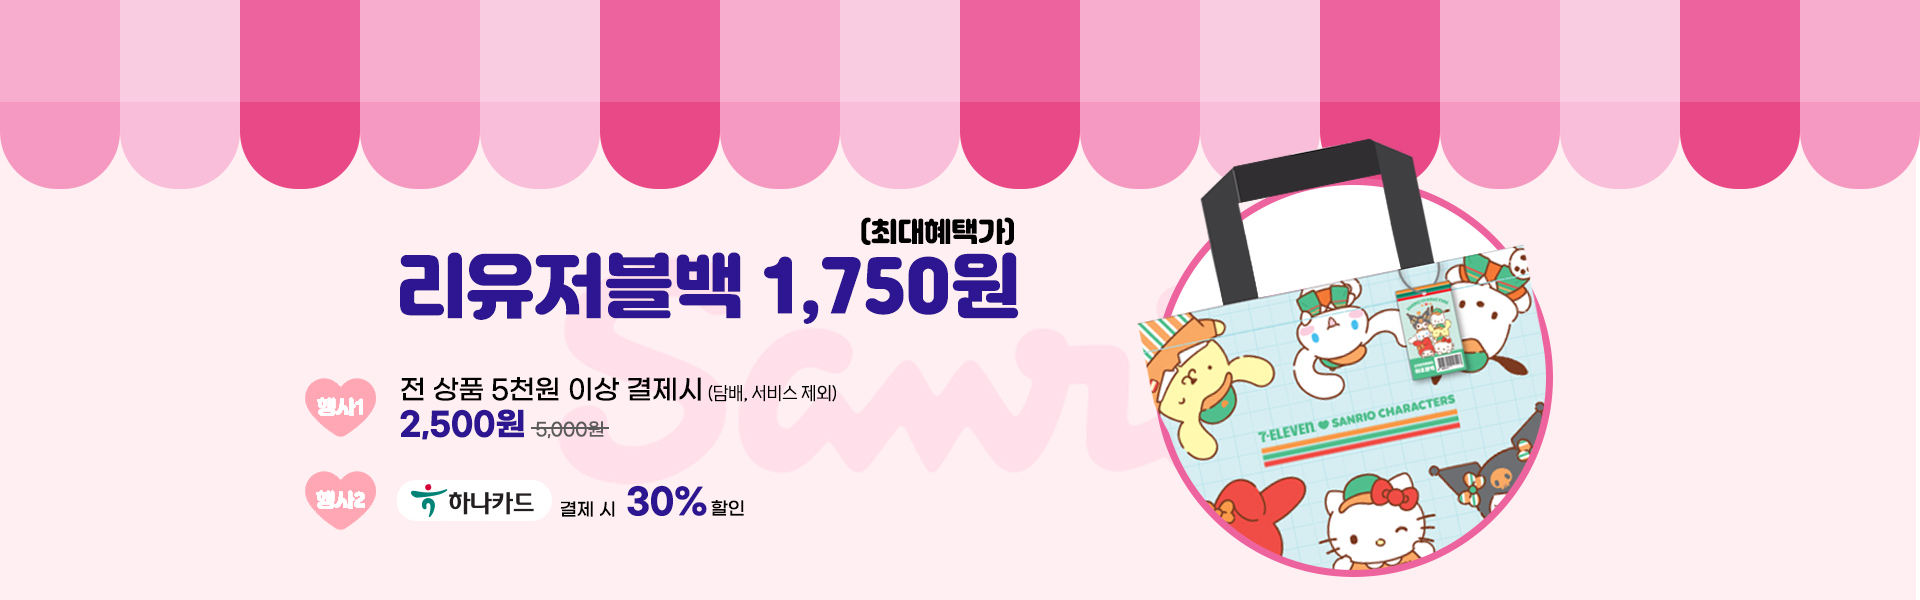 (최대혜택가)
리유저블백 1,750원
행사1
전 상품 5천원 이상 결제시 (담배, 서비스 제외)
2,500원 5,000원
행사2
하나카드 결제 시 30% 할인
Sanri
7-ELEVEN SANRIO CHARACTERS